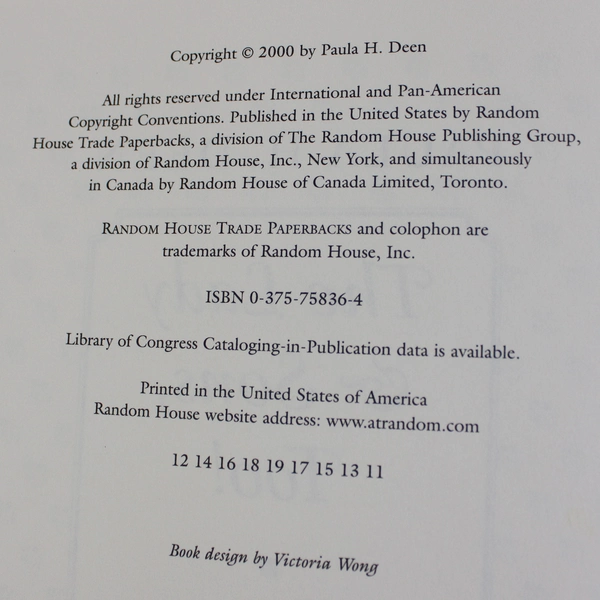 Copyright © 2000 by Paula H. Deen
All rights reserved under International and Pan-American
Copyright Conventions. Published in the United States by Random
House Trade Paperbacks, a division of The Random House Publishing Group,
a division of Random House, Inc., New York, and simultaneously
in Canada by Random House of Canada Limited, Toronto.
RANDOM HOUSE TRADE PAPERBACKS and colophon are
trademarks of Random House, Inc.
ISBN 0-375-75836-4
Library of Congress Cataloging-in-Publication data is available.
Printed in the United States of America
Random House website address: www.atrandom.com
12 14 16 18 19 17 15 13 11
Book design by Victoria Wong